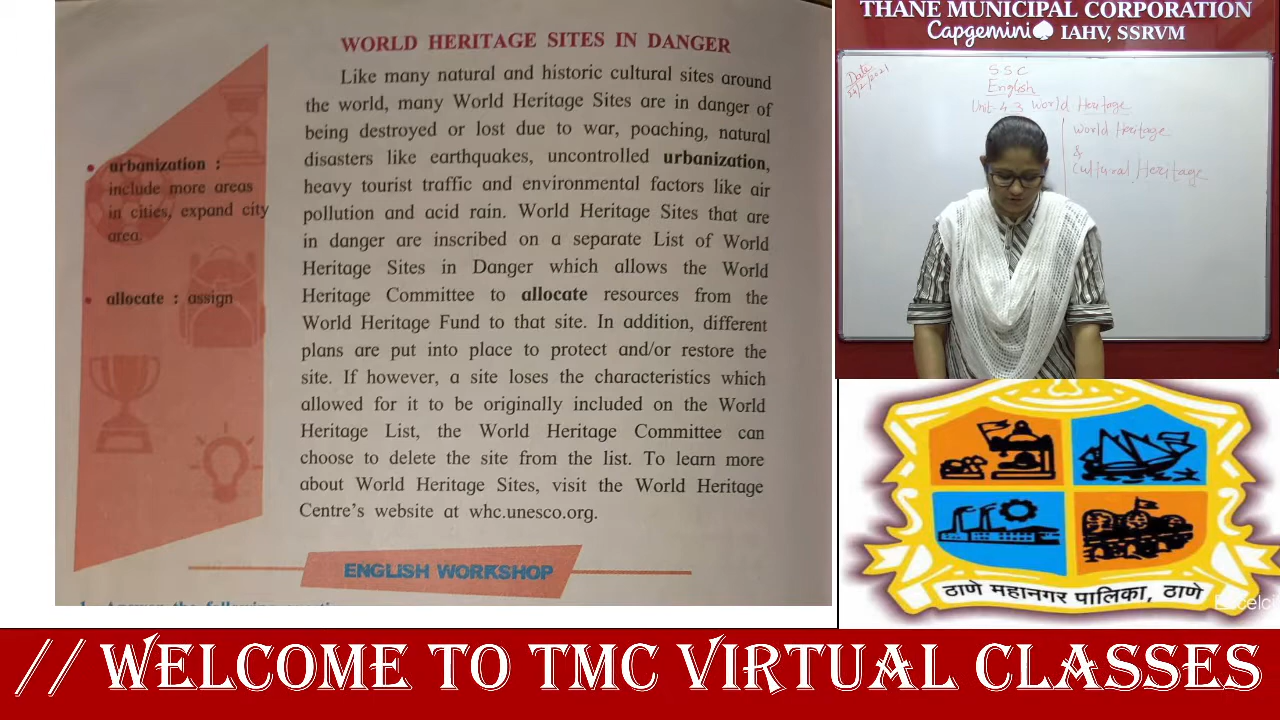 WORLD HERITAGE SITES IN DANGER
Like many natural and historic cultural sites around
the world, many World Heritage Sites are in danger of
being destroyed or lost due to war, poaching, natural
disasters like earthquakes, uncontrolled urbanization,
heavy tourist traffic and environmental factors like air
pollution and acid rain. World Heritage Sites that are
in danger are inscribed on a separate List of World
Heritage Sites in Danger which allows the World
Heritage Committee to allocate resources from the
World Heritage Fund to that site. In addition, different
plans are put into place to protect and/or restore the
site. If however, a site loses the characteristics which
allowed for it to be originally included on the World
Heritage List, the World Heritage Committee can
choose to delete the site from the list. To learn more
about World Heritage Sites, visit the World Heritage
Centre's website at whc.unesco.org.
• urbanization :
include more areas
in cities, expand city
area.
• allocate : assign
ENGLISH WORKSHOP
1. Answer the following
THANE MUNICIPAL CORPORATION
Capgemini IAHV, SSRVM
Date
SSC
English
Unit 4.3 World Heritage
World Heritage
&
Cultural Heritage
ठाणे महानगर पालिका, ठाणे
// WELCOME TO TMC VIRTUAL CLASSES